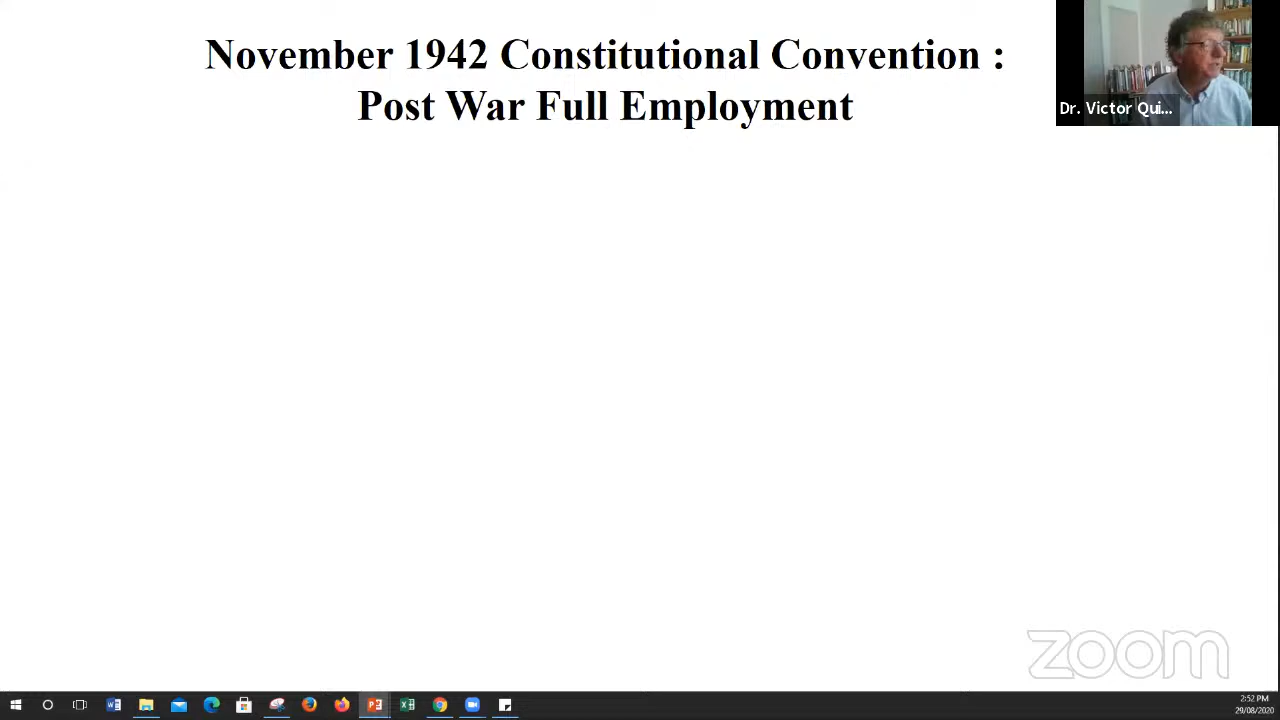 November 1942 Constitutional Convention :
Post War Full Employment
Dr. Victor Qui...
zoom
2:52 PM
29/08/2020